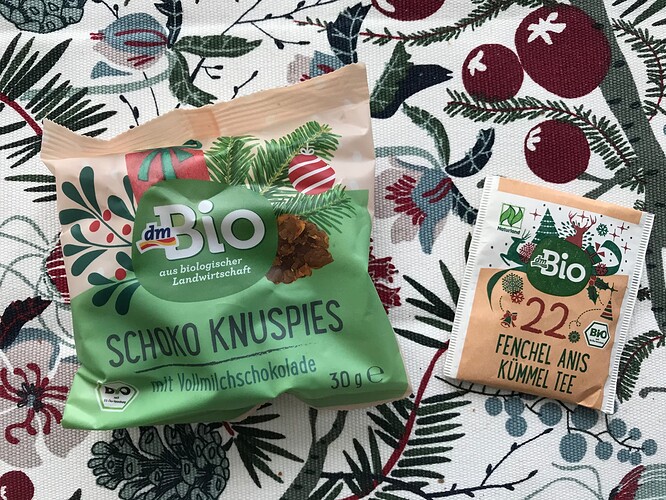 dm
Bio
aus biologischer
Landwirtschaft
SCHOKO KNUSPIES
mit Vollmilchschokolade
30 g e
Bio
Naturland
dm
Bio
22
FENCHEL ANIS
KÜMMEL TEE
Bio